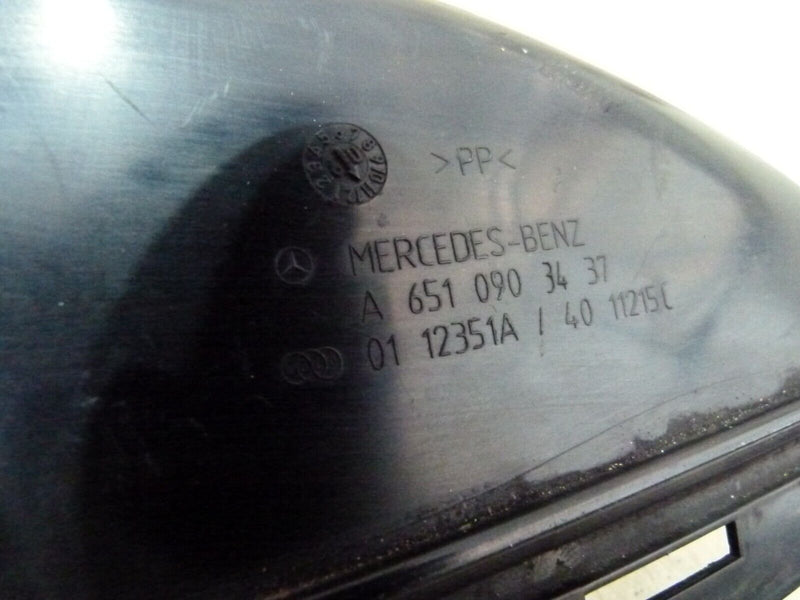 >PP<
MERCEDES-BENZ
A 651 090 34 37
01 12351A / 40 11215C